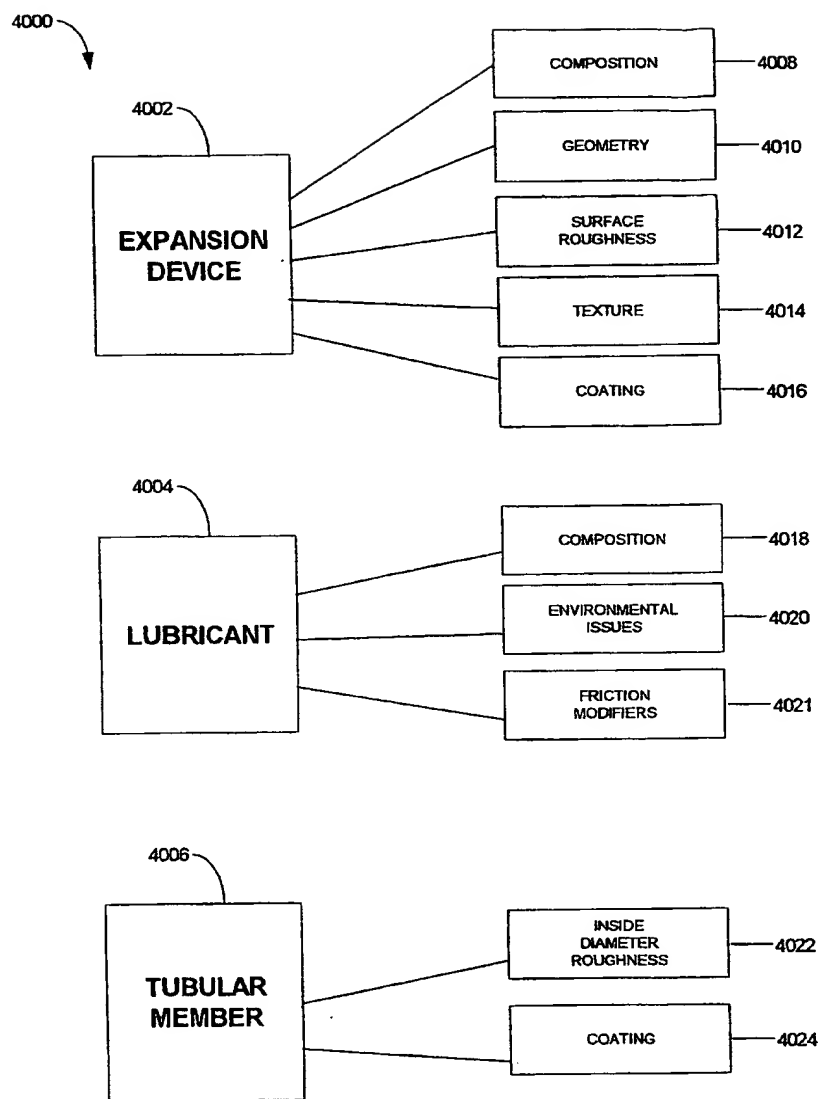 4000
4002
EXPANSION
DEVICE
COMPOSITION
4008
GEOMETRY
4010
SURFACE
ROUGHNESS
4012
TEXTURE
4014
COATING
4016
4004
LUBRICANT
COMPOSITION
4018
ENVIRONMENTAL
ISSUES
4020
FRICTION
MODIFIERS
4021
4006
TUBULAR
MEMBER
INSIDE
DIAMETER
ROUGHNESS
4022
COATING
4024